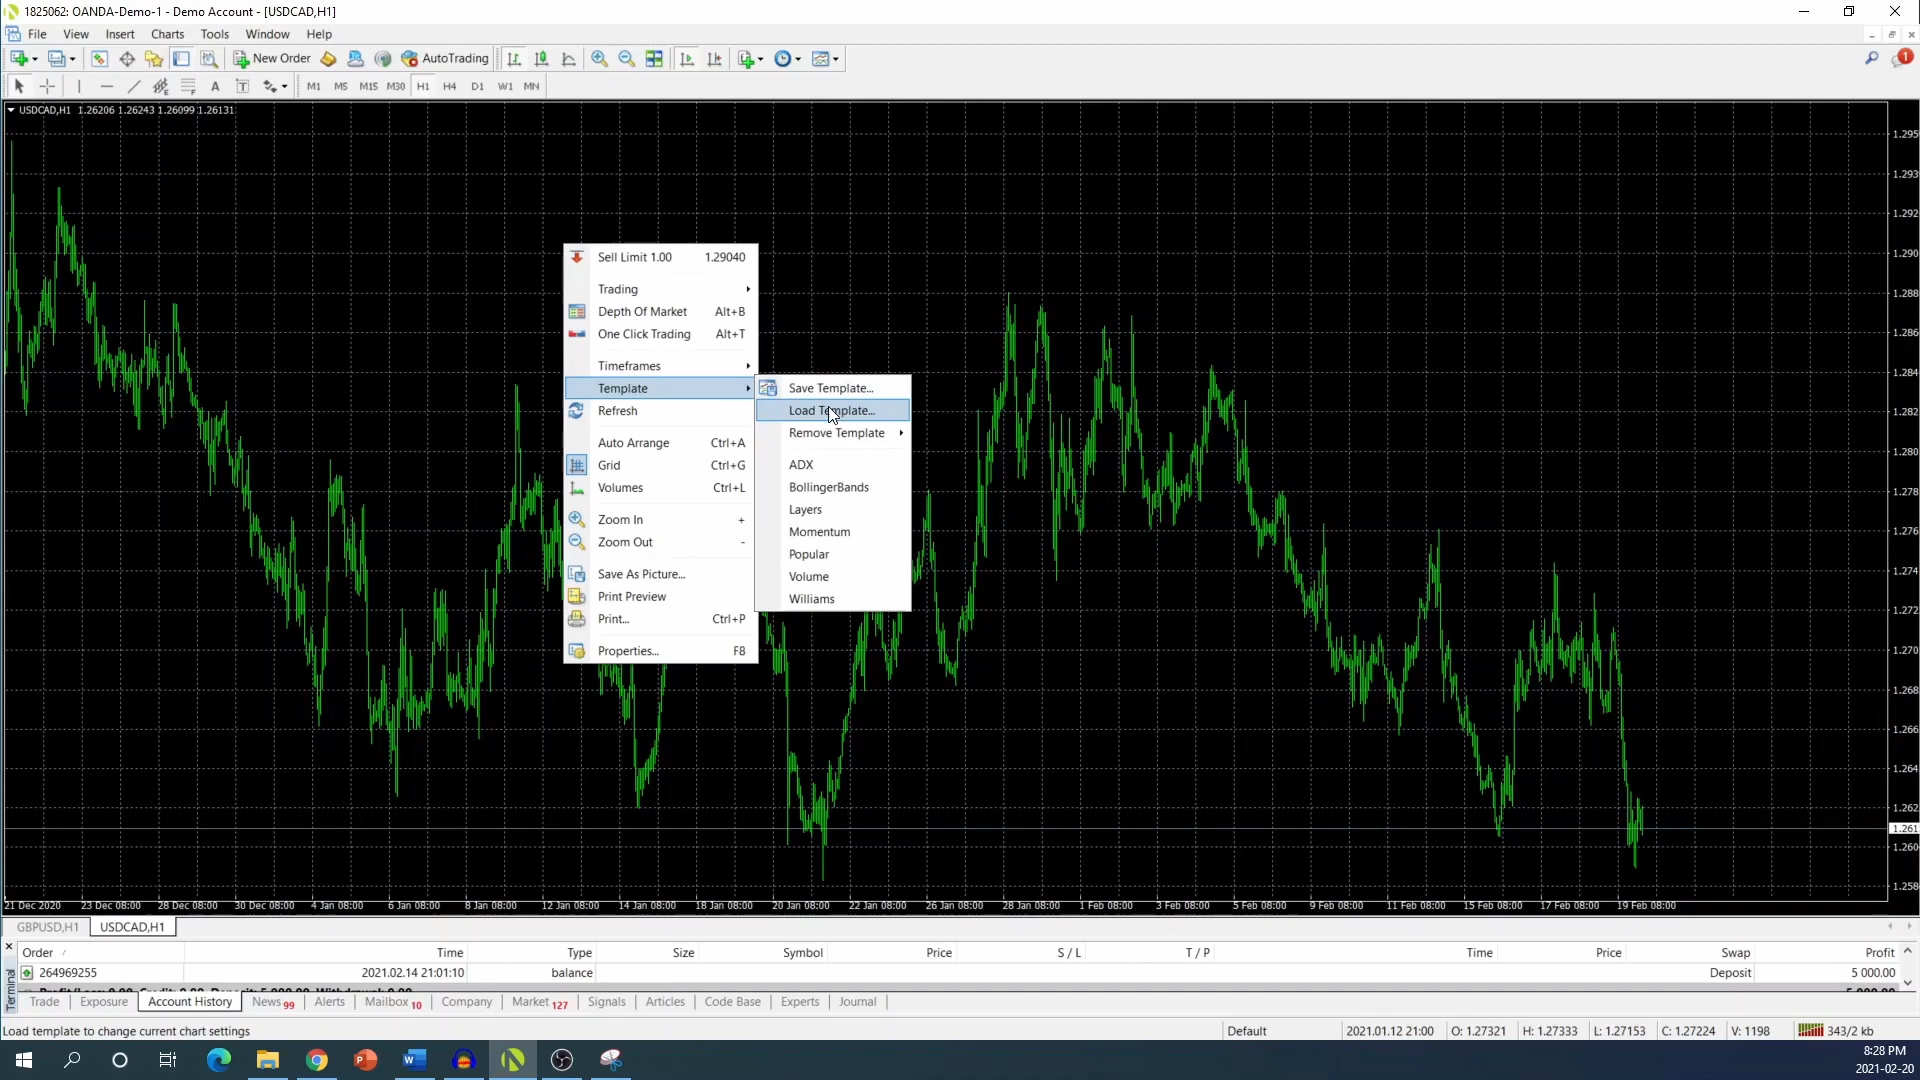 1825062: OANDA-Demo-1 - Demo Account - [USDCAD,H1]
File View Insert Charts Tools Window Help
New Order AutoTrading
A T M1 M5 M15 M30 H1 H4 D1 W1 MN
1
USDCAD,H1 1.26206 1.26243 1.26099 1.26131
1.295
1.293
1.292
1.290
1.288
1.286
1.284
1.282
1.280
1.278
1.276
1.274
1.272
1.270
1.268
1.266
1.264
1.262
1.261
1.260
1.258
Sell Limit 1.00 1.29040
Trading
Depth Of Market Alt+B
One Click Trading Alt+T
Timeframes
Template
Refresh
Auto Arrange Ctrl+A
Grid Ctrl+G
Volumes Ctrl+L
Zoom In +
Zoom Out -
Save As Picture...
Print Preview
Print... Ctrl+P
Properties... F8
Save Template...
Load Template...
Remove Template
ADX
BollingerBands
Layers
Momentum
Popular
Volume
Williams
21 Dec 2020 23 Dec 08:00 28 Dec 08:00 30 Dec 08:00 4 Jan 08:00 6 Jan 08:00 8 Jan 08:00 12 Jan 08:00 14 Jan 08:00 18 Jan 08:00 20 Jan 08:00 22 Jan 08:00 26 Jan 08:00 28 Jan 08:00 1 Feb 08:00 3 Feb 08:00 5 Feb 08:00 9 Feb 08:00 11 Feb 08:00 15 Feb 08:00 17 Feb 08:00 19 Feb 08:00
GBPUSD,H1 USDCAD,H1
Order / Time Type Size Symbol Price S / L T / P Time Price Swap Profit
264969255 2021.02.14 21:01:10 balance Deposit 5 000.00
Terminal
Trade Exposure Account History News 99 Alerts Mailbox 10 Company Market 127 Signals Articles Code Base Experts Journal
Load template to change current chart settings Default 2021.01.12 21:00 O: 1.27321 H: 1.27333 L: 1.27153 C: 1.27224 V: 1198 343/2 kb
8:28 PM
2021-02-20